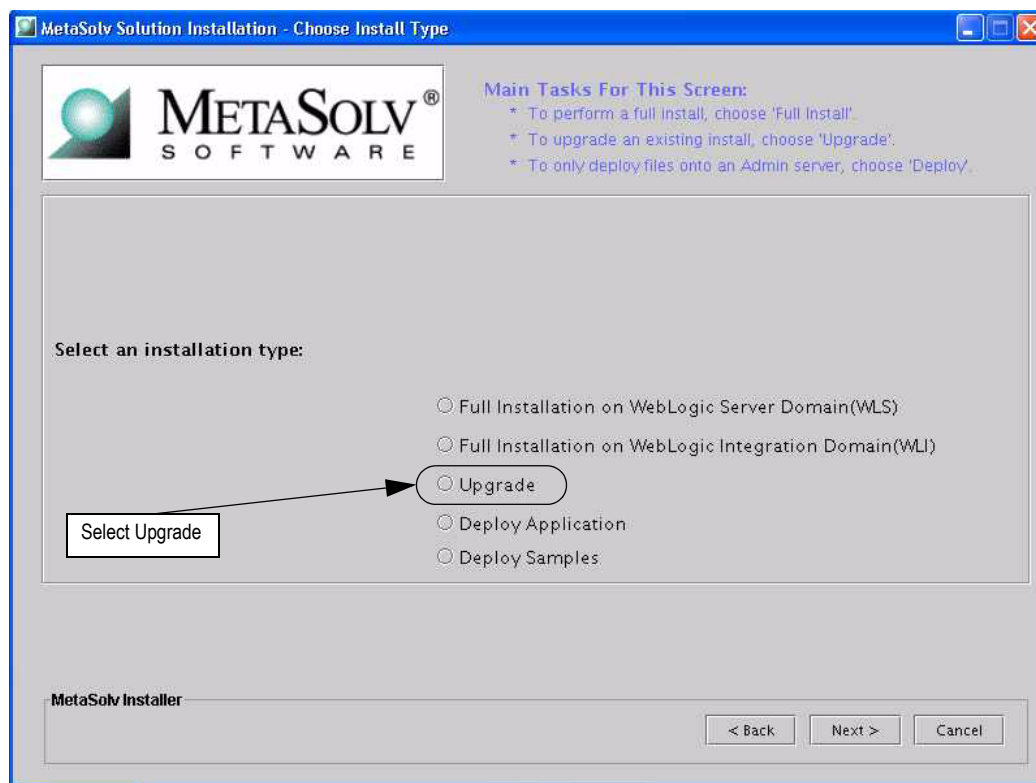 MetaSolv Solution Installation - Choose Install Type
METASOLV®
SOFTWARE
Main Tasks For This Screen:
* To perform a full install, choose 'Full Install'.
* To upgrade an existing install, choose 'Upgrade'.
* To only deploy files onto an Admin server, choose 'Deploy'.
Select an installation type:
Full Installation on WebLogic Server Domain(WLS)
Full Installation on WebLogic Integration Domain(WLI)
Upgrade
Select Upgrade
Deploy Application
Deploy Samples
MetaSolv Installer
< Back
Next >
Cancel